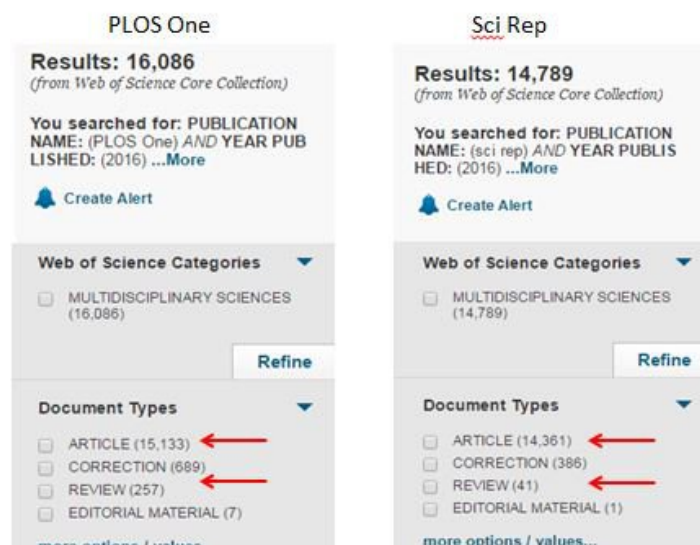 PLOS One
Results: 16,086
(from Web of Science Core Collection)
You searched for: PUBLICATION
NAME: (PLOS One) AND YEAR PUB
LISHED: (2016) ...More
Create Alert
Web of Science Categories
MULTIDISCIPLINARY SCIENCES
(16,086)
Refine
Document Types
ARTICLE (15,133)
CORRECTION (689)
REVIEW (257)
EDITORIAL MATERIAL (7)
more options / values...
Sci Rep
Results: 14,789
(from Web of Science Core Collection)
You searched for: PUBLICATION
NAME: (sci rep) AND YEAR PUBLIS
HED: (2016) ...More
Create Alert
Web of Science Categories
MULTIDISCIPLINARY SCIENCES
(14,789)
Refine
Document Types
ARTICLE (14,361)
CORRECTION (386)
REVIEW (41)
EDITORIAL MATERIAL (1)
more options / values...